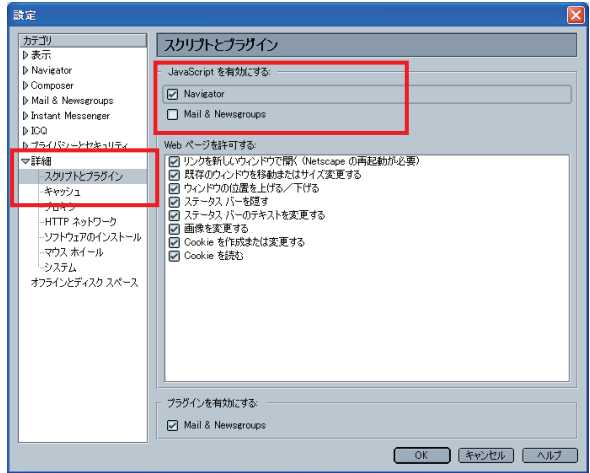 設定
カテゴリ
表示
Navigator
Composer
Mail & Newsgroups
Instant Messenger
ICQ
プライバシーとセキュリティ
詳細
スクリプトとプラグイン
キャッシュ
プロキシ
HTTP ネットワーク
ソフトウェアのインストール
マウス ホイール
システム
オフラインとディスク スペース
スクリプトとプラグイン
JavaScript を有効にする:
Navigator
Mail & Newsgroups
Web ページを許可する:
リンクを新しいウィンドウで開く (Netscape の再起動が必要)
既存のウィンドウを移動またはサイズ変更する
ウィンドウの位置を上げる／下げる
ステータス バーを隠す
ステータス バーのテキストを変更する
画像を変更する
Cookie を作成または変更する
Cookie を読む
プラグインを有効にする:
Mail & Newsgroups
OK
キャンセル
ヘルプ